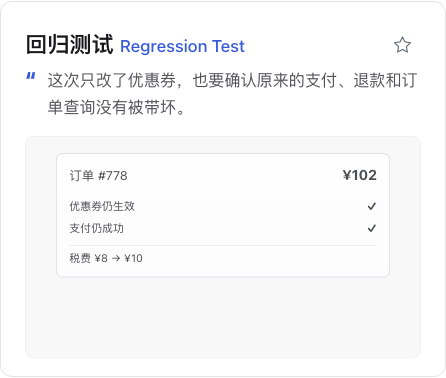 回归测试 Regression Test
“ 这次只改了优惠券，也要确认原来的支付、退款和订
单查询没有被带坏。
订单 #778 ¥102
优惠券仍生效 ✓
支付仍成功 ✓
税费 ¥8 → ¥10